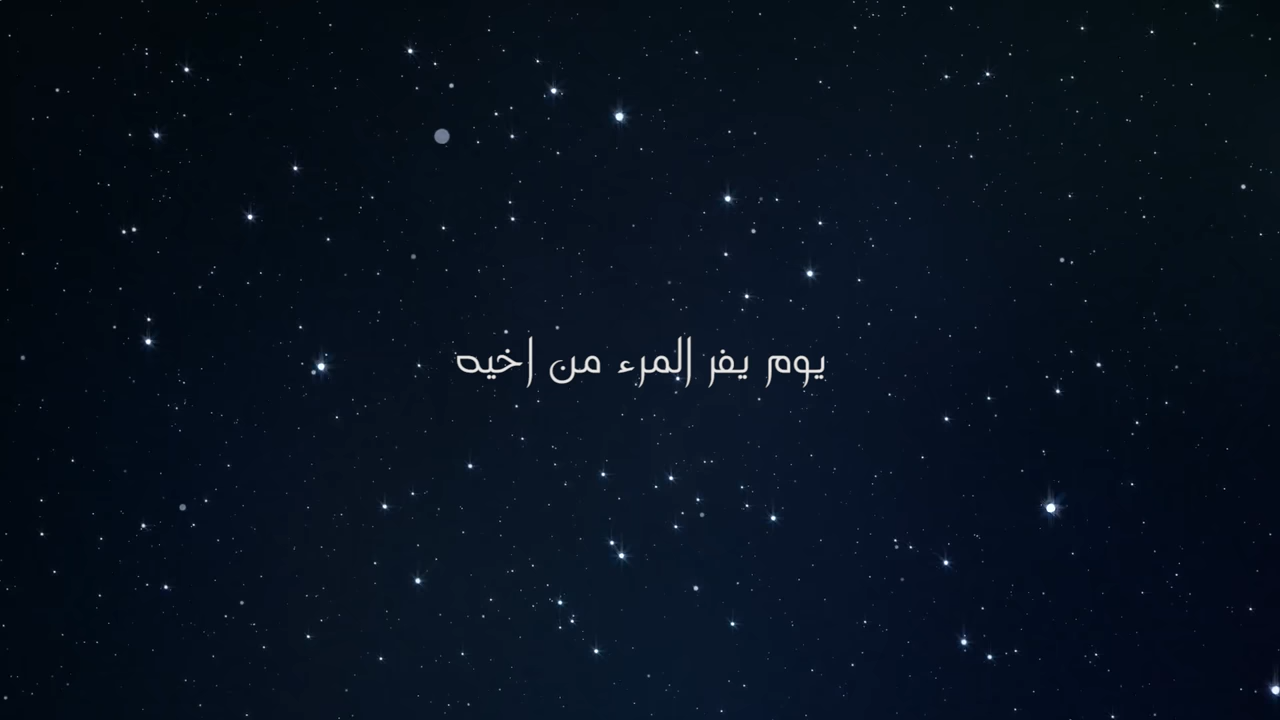 يوم يفر المرء من اخيه